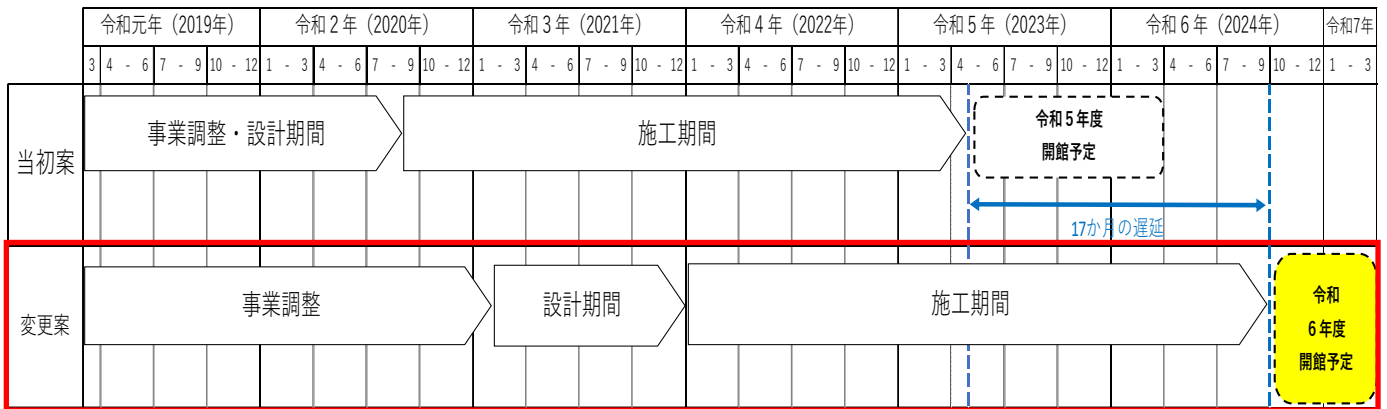 令和元年（2019年） 令和２年（2020年） 令和３年（2021年） 令和４年（2022年） 令和５年（2023年） 令和６年（2024年） 令和7年
3 4 - 6 7 - 9 10 - 12 1 - 3 4 - 6 7 - 9 10 - 12 1 - 3 4 - 6 7 - 9 10 - 12 1 - 3 4 - 6 7 - 9 10 - 12 1 - 3 4 - 6 7 - 9 10 - 12 1 - 3 4 - 6 7 - 9 10 - 12 1 - 3
当初案
事業調整・設計期間
施工期間
令和５年度
開館予定
17か月の遅延
変更案
事業調整
設計期間
施工期間
令和
６年度
開館予定